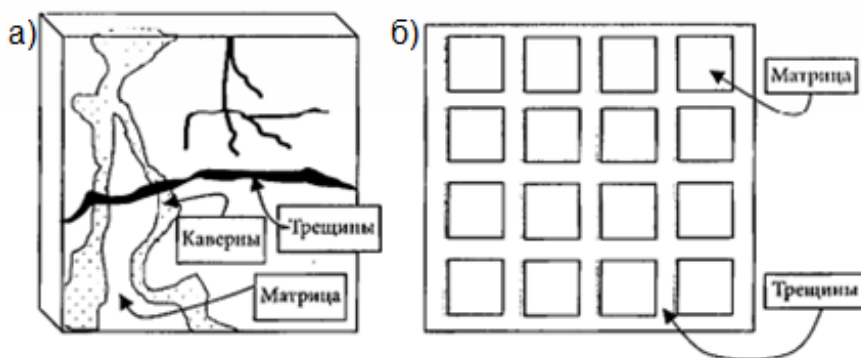 а)
Трещины
Каверны
Матрица
б)
Матрица
Трещины